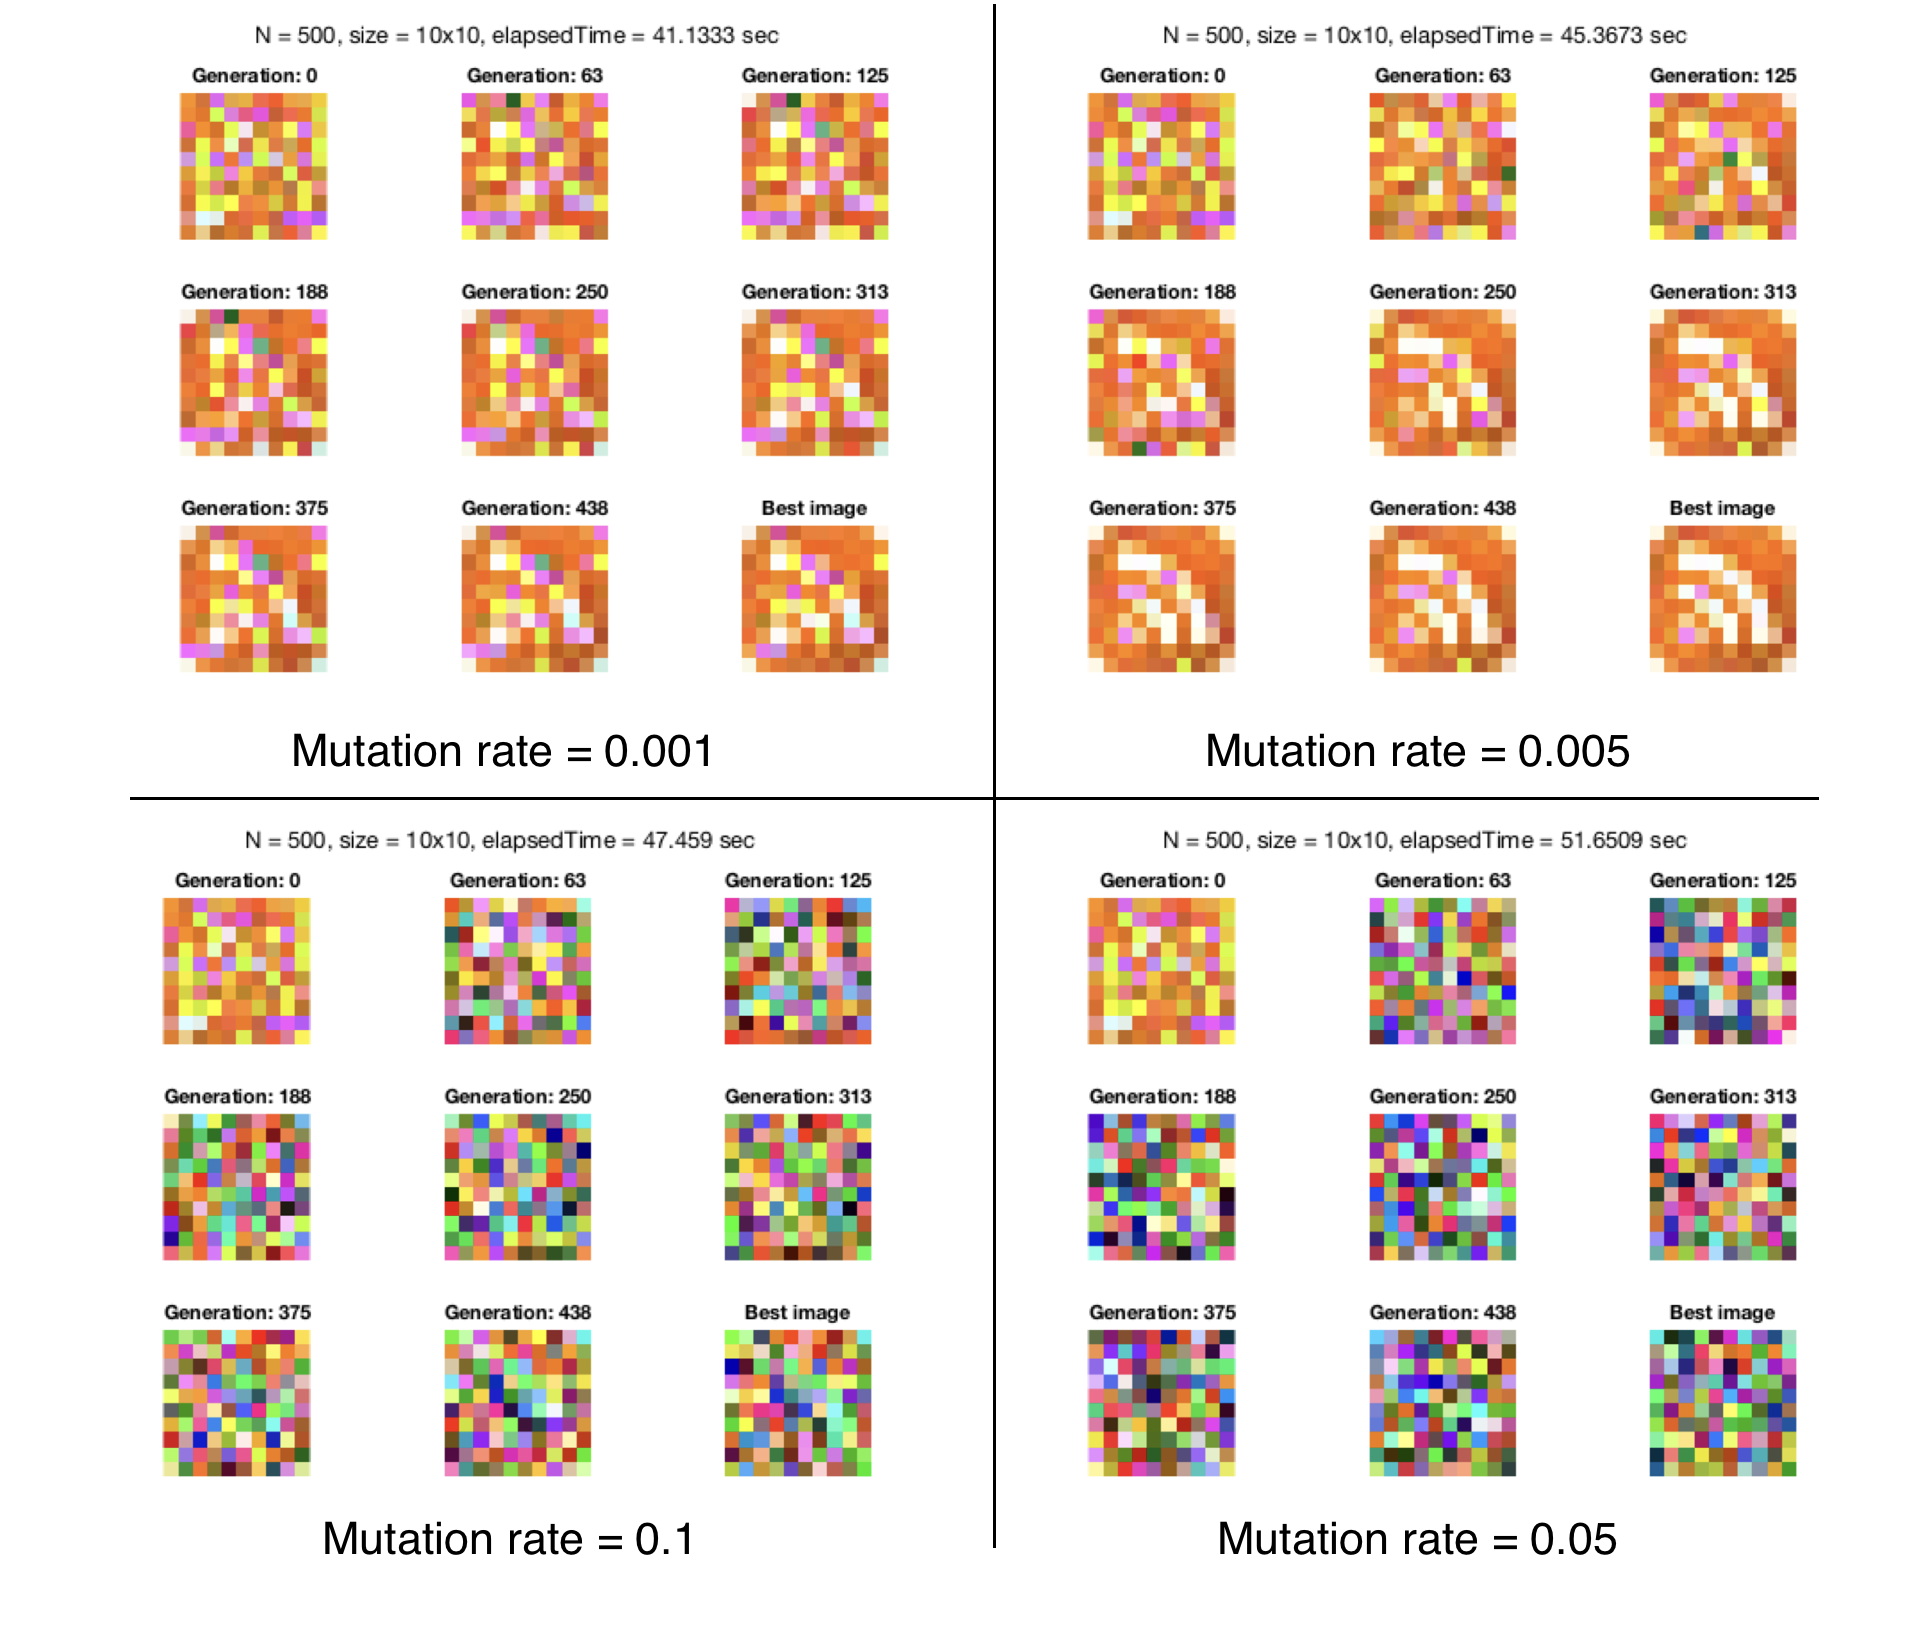 N = 500, size = 10x10, elapsedTime = 41.1333 sec
Generation: 0
Generation: 63
Generation: 125
Generation: 188
Generation: 250
Generation: 313
Generation: 375
Generation: 438
Best image
Mutation rate = 0.001
N = 500, size = 10x10, elapsedTime = 45.3673 sec
Generation: 0
Generation: 63
Generation: 125
Generation: 188
Generation: 250
Generation: 313
Generation: 375
Generation: 438
Best image
Mutation rate = 0.005
N = 500, size = 10x10, elapsedTime = 47.459 sec
Generation: 0
Generation: 63
Generation: 125
Generation: 188
Generation: 250
Generation: 313
Generation: 375
Generation: 438
Best image
Mutation rate = 0.1
N = 500, size = 10x10, elapsedTime = 51.6509 sec
Generation: 0
Generation: 63
Generation: 125
Generation: 188
Generation: 250
Generation: 313
Generation: 375
Generation: 438
Best image
Mutation rate = 0.05